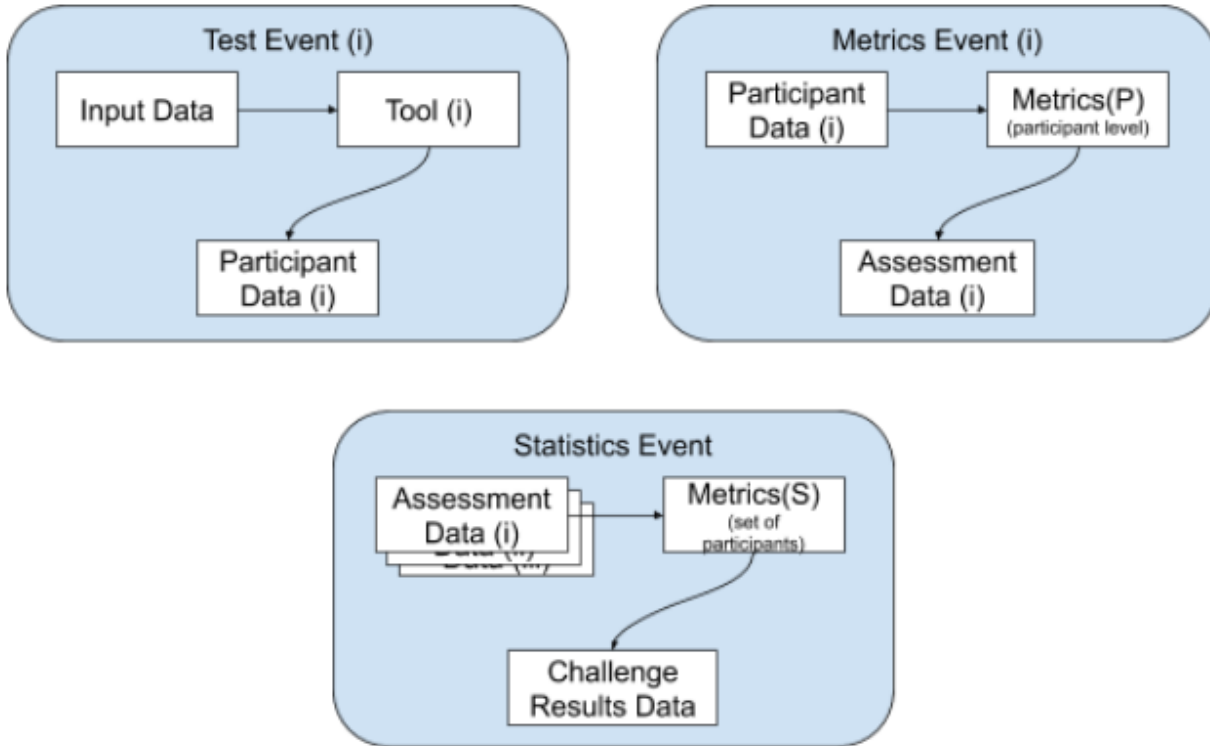 Test Event (i)
Input Data
Tool (i)
Participant
Data (i)
Metrics Event (i)
Participant
Data (i)
Metrics(P)
(participant level)
Assessment
Data (i)
Statistics Event
Assessment
Data (i)
Metrics(S)
(set of
participants)
Challenge
Results Data